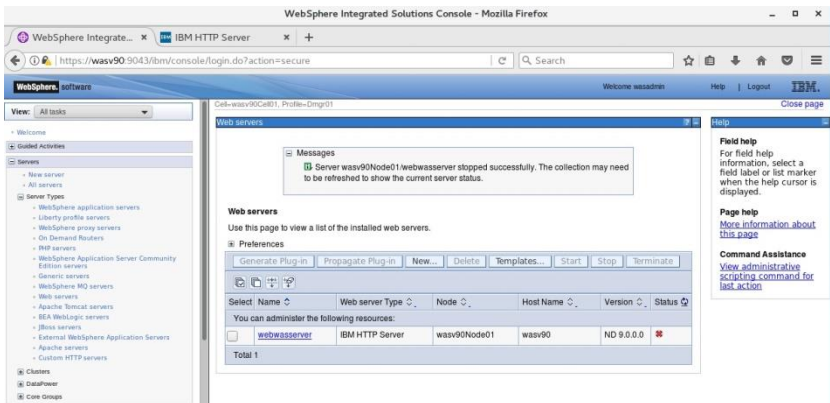 WebSphere Integrated Solutions Console - Mozilla Firefox
WebSphere Integrate... × IBM HTTP Server × +
https://wasv90:9043/ibm/console/login.do?action=secure Search
WebSphere. software Welcome wasadmin Help | Logout IBM.
View: All tasks
Cell=wasv90Cell01, Profile=Dmgr01 Close page
Welcome
Guided Activities
Servers
New server
All servers
Server Types
WebSphere application servers
Liberty profile servers
WebSphere proxy servers
On Demand Routers
PHP servers
WebSphere Application Server Community
Edition servers
Generic servers
WebSphere MQ servers
Web servers
Apache Tomcat servers
BEA WebLogic servers
JBoss servers
External WebSphere Application Servers
Apache servers
Custom HTTP servers
Clusters
DataPower
Core Groups
Web servers ? –
Messages
Server wasv90Node01/webwasserver stopped successfully. The collection may need
to be refreshed to show the current server status.
Web servers
Use this page to view a list of the installed web servers.
Preferences
Generate Plug-in Propagate Plug-in New... Delete Templates... Start Stop Terminate
Select Name Web server Type Node Host Name Version Status
You can administer the following resources:
webwasserver IBM HTTP Server wasv90Node01 wasv90 ND 9.0.0.0
Total 1
Help
Field help
For field help
information, select a
field label or list marker
when the help cursor is
displayed.
Page help
More information about
this page
Command Assistance
View administrative
scripting command for
last action